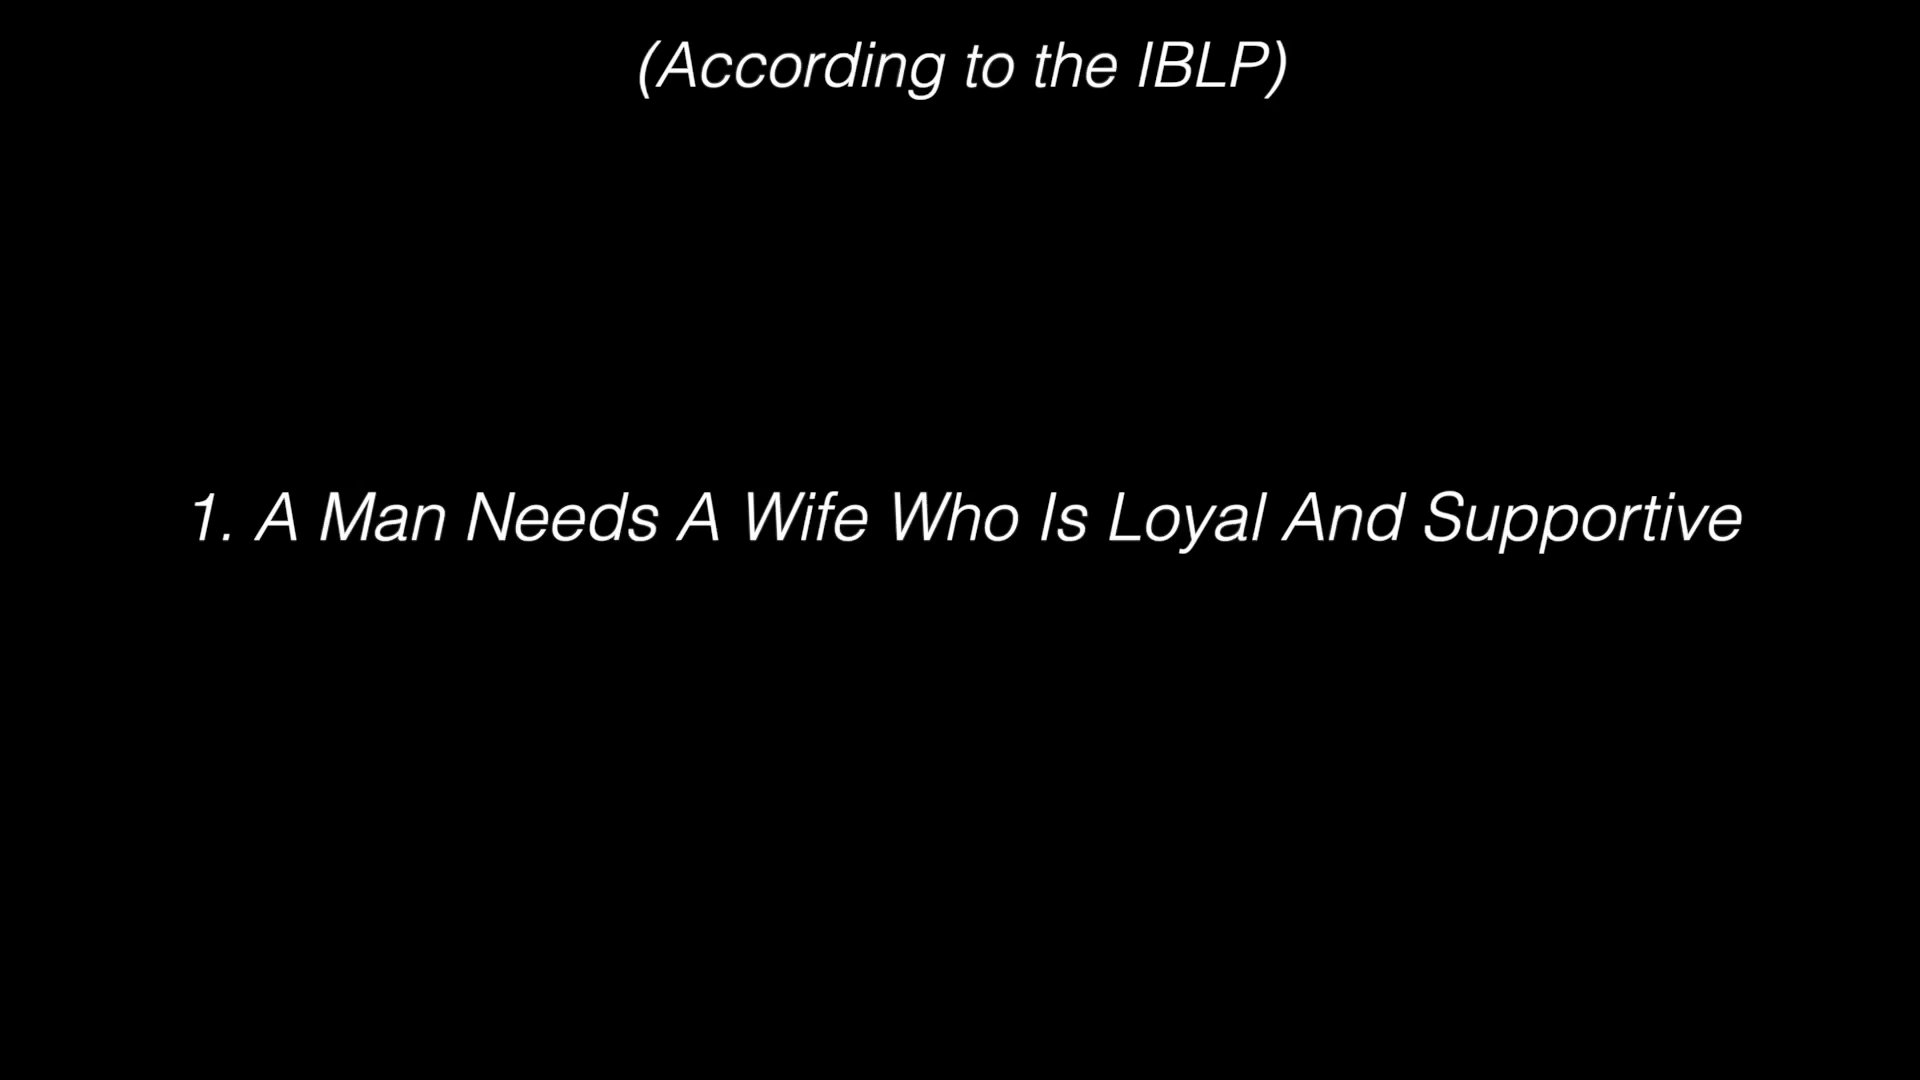 (According to the IBLP)
1. A Man Needs A Wife Who Is Loyal And Supportive